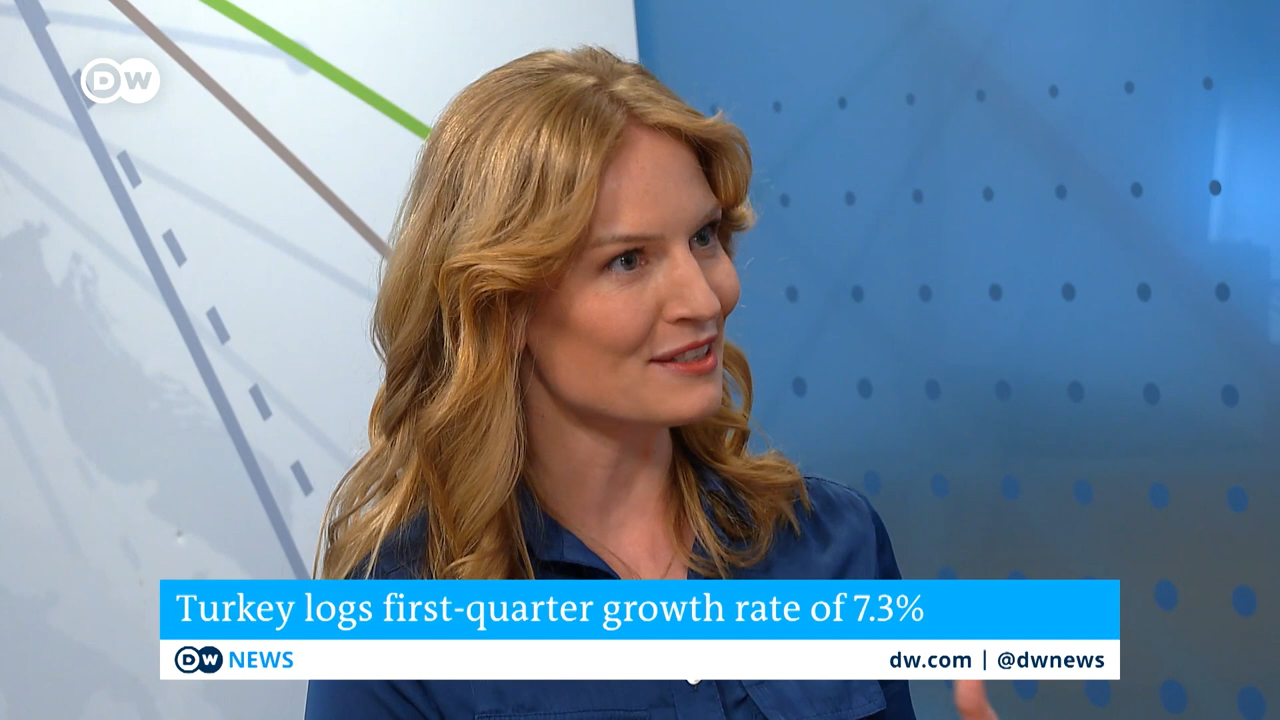 DW
Turkey logs first-quarter growth rate of 7.3%
DW NEWS
dw.com | @dwnews